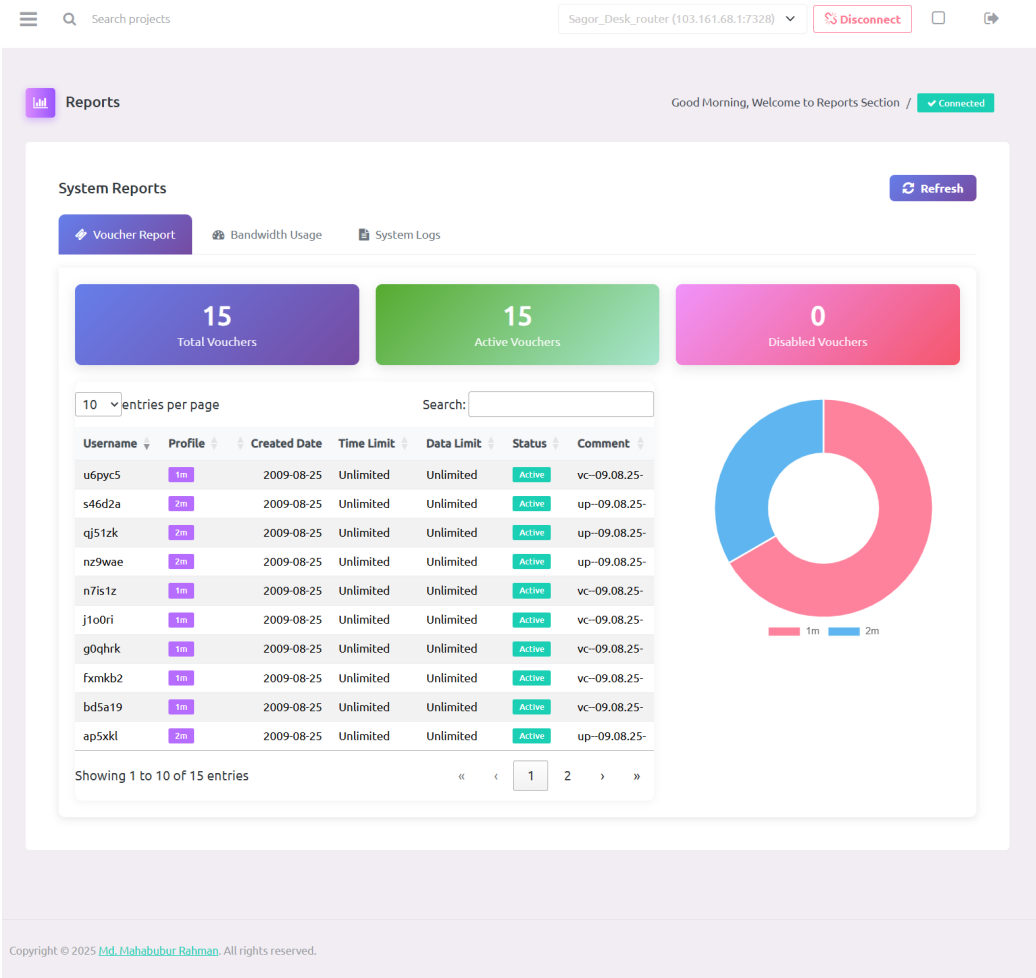 Search projects
Sagor_Desk_router (103.161.68.1:7328)
Disconnect
Reports
Good Morning, Welcome to Reports Section / Connected
System Reports
Refresh
Voucher Report Bandwidth Usage System Logs
15
Total Vouchers
15
Active Vouchers
0
Disabled Vouchers
10 entries per page
Search:
Username Profile Created Date Time Limit Data Limit Status Comment
u6pyc5 1m 2009-08-25 Unlimited Unlimited Active vc--09.08.25-
s46d2a 2m 2009-08-25 Unlimited Unlimited Active up--09.08.25-
qj51zk 2m 2009-08-25 Unlimited Unlimited Active up--09.08.25-
nz9wae 2m 2009-08-25 Unlimited Unlimited Active up--09.08.25-
n7is1z 1m 2009-08-25 Unlimited Unlimited Active vc--09.08.25-
j1o0ri 1m 2009-08-25 Unlimited Unlimited Active vc--09.08.25-
g0qhrk 1m 2009-08-25 Unlimited Unlimited Active vc--09.08.25-
fxmkb2 1m 2009-08-25 Unlimited Unlimited Active vc--09.08.25-
bd5a19 1m 2009-08-25 Unlimited Unlimited Active vc--09.08.25-
ap5xkl 2m 2009-08-25 Unlimited Unlimited Active up--09.08.25-
Showing 1 to 10 of 15 entries
« ‹ 1 2 › »
1m 2m
Copyright © 2025 Md. Mahabubur Rahman. All rights reserved.